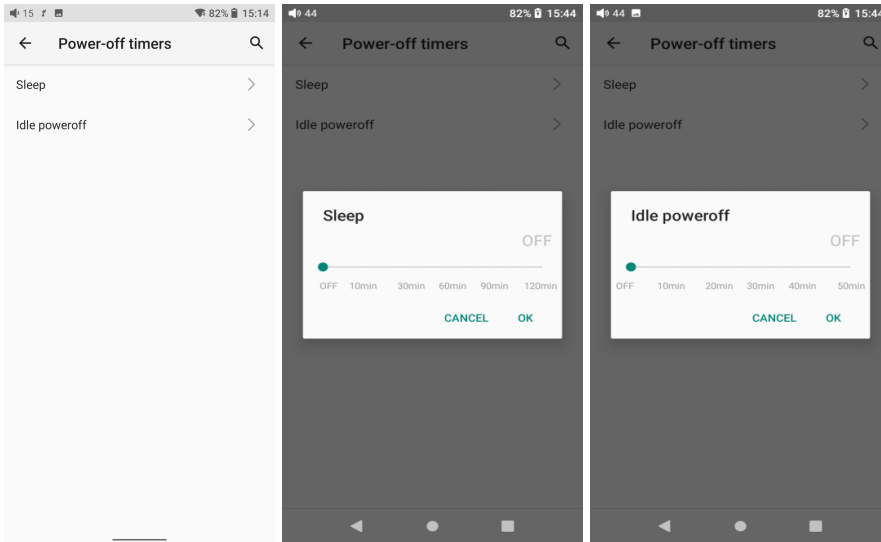 15 82% 15:14
Power-off timers
Sleep
Idle poweroff
44 82% 15:44
Power-off timers
Sleep
Idle poweroff
Sleep
OFF
OFF 10min 30min 60min 90min 120min
CANCEL OK
44 82% 15:44
Power-off timers
Sleep
Idle poweroff
Idle poweroff
OFF
OFF 10min 20min 30min 40min 50min
CANCEL OK